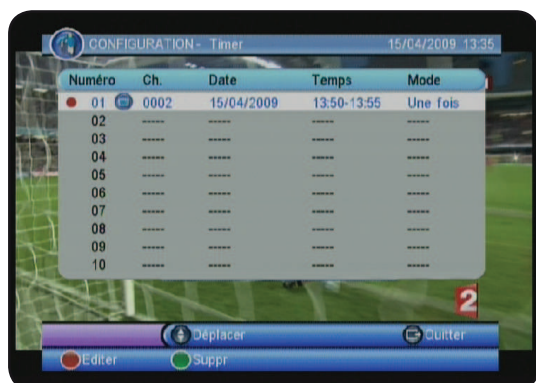 CONFIGURATION - Timer 15/04/2009 13:35
Numéro Ch. Date Temps Mode
01 0002 15/04/2009 13:50-13:55 Une fois
02 ----- ----- ----- -----
03 ----- ----- ----- -----
04 ----- ----- ----- -----
05 ----- ----- ----- -----
06 ----- ----- ----- -----
07 ----- ----- ----- -----
08 ----- ----- ----- -----
09 ----- ----- ----- -----
10 ----- ----- ----- -----
2
Déplacer Quitter
Editer Suppr